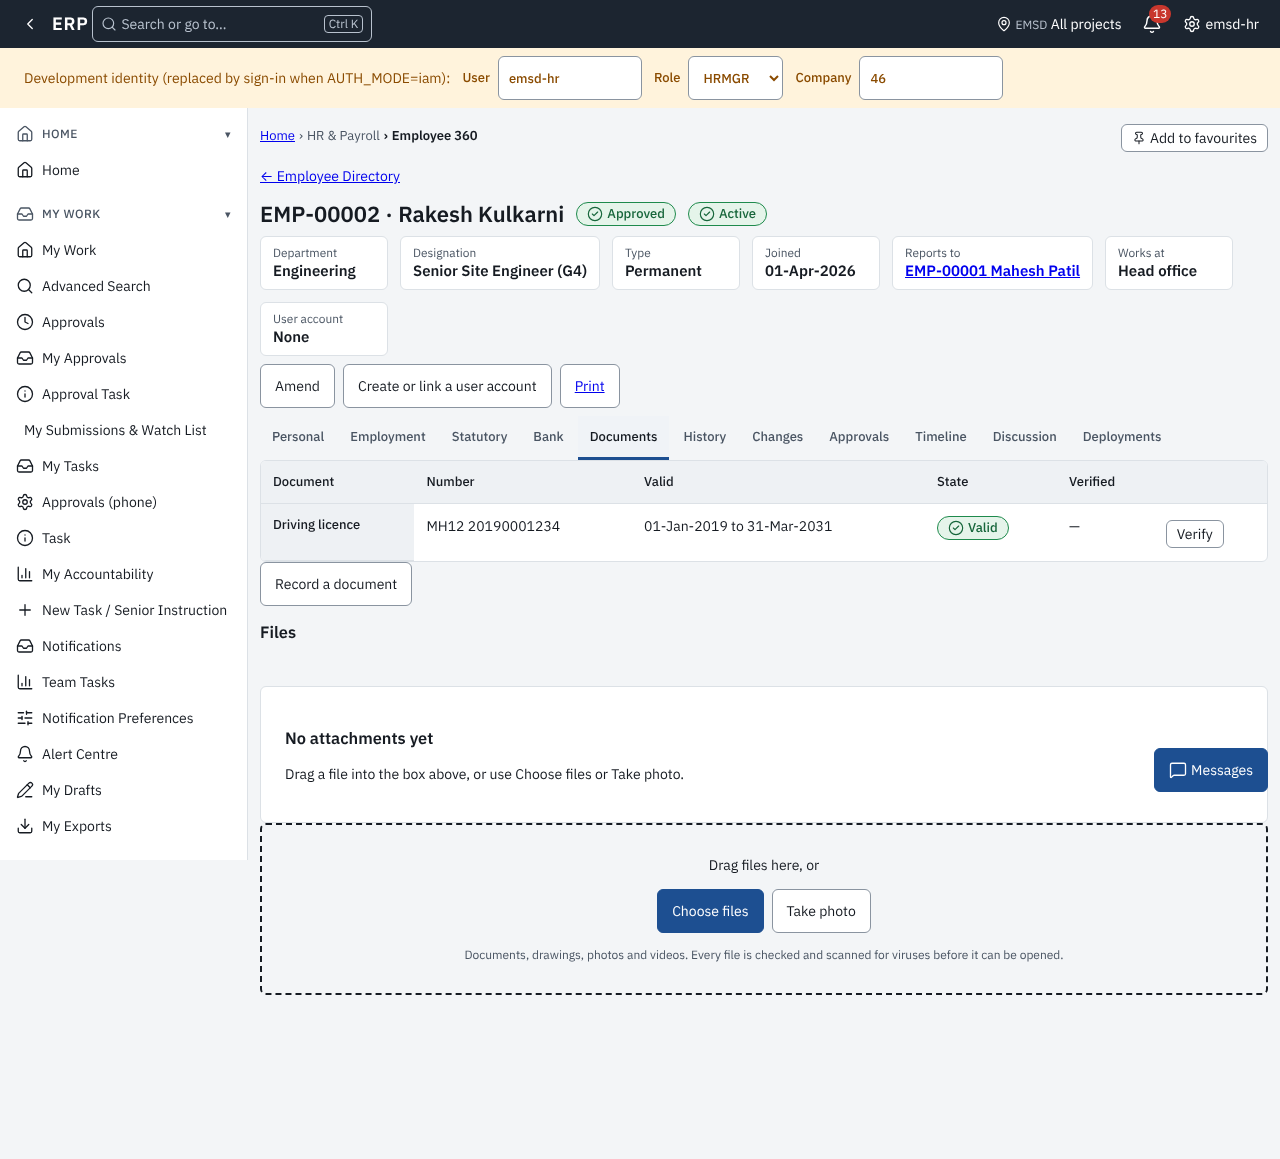 ERP Search or go to... Ctrl K EMSD All projects 13 emsd-hr
Development identity (replaced by sign-in when AUTH_MODE=iam): User emsd-hr Role HRMGR Company 46
HOME ▾
Home
MY WORK ▾
My Work
Advanced Search
Approvals
My Approvals
Approval Task
My Submissions & Watch List
My Tasks
Approvals (phone)
Task
My Accountability
New Task / Senior Instruction
Notifications
Team Tasks
Notification Preferences
Alert Centre
My Drafts
My Exports
Home › HR & Payroll › Employee 360 Add to favourites
← Employee Directory
EMP-00002 · Rakesh Kulkarni Approved Active
Department Designation Type Joined Reports to Works at
Engineering Senior Site Engineer (G4) Permanent 01-Apr-2026 EMP-00001 Mahesh Patil Head office
User account
None
Amend Create or link a user account Print
Personal Employment Statutory Bank Documents History Changes Approvals Timeline Discussion Deployments
Document Number Valid State Verified
Driving licence MH12 20190001234 01-Jan-2019 to 31-Mar-2031 Valid — Verify
Record a document
Files
No attachments yet
Drag a file into the box above, or use Choose files or Take photo.
Messages
Drag files here, or
Choose files Take photo
Documents, drawings, photos and videos. Every file is checked and scanned for viruses before it can be opened.